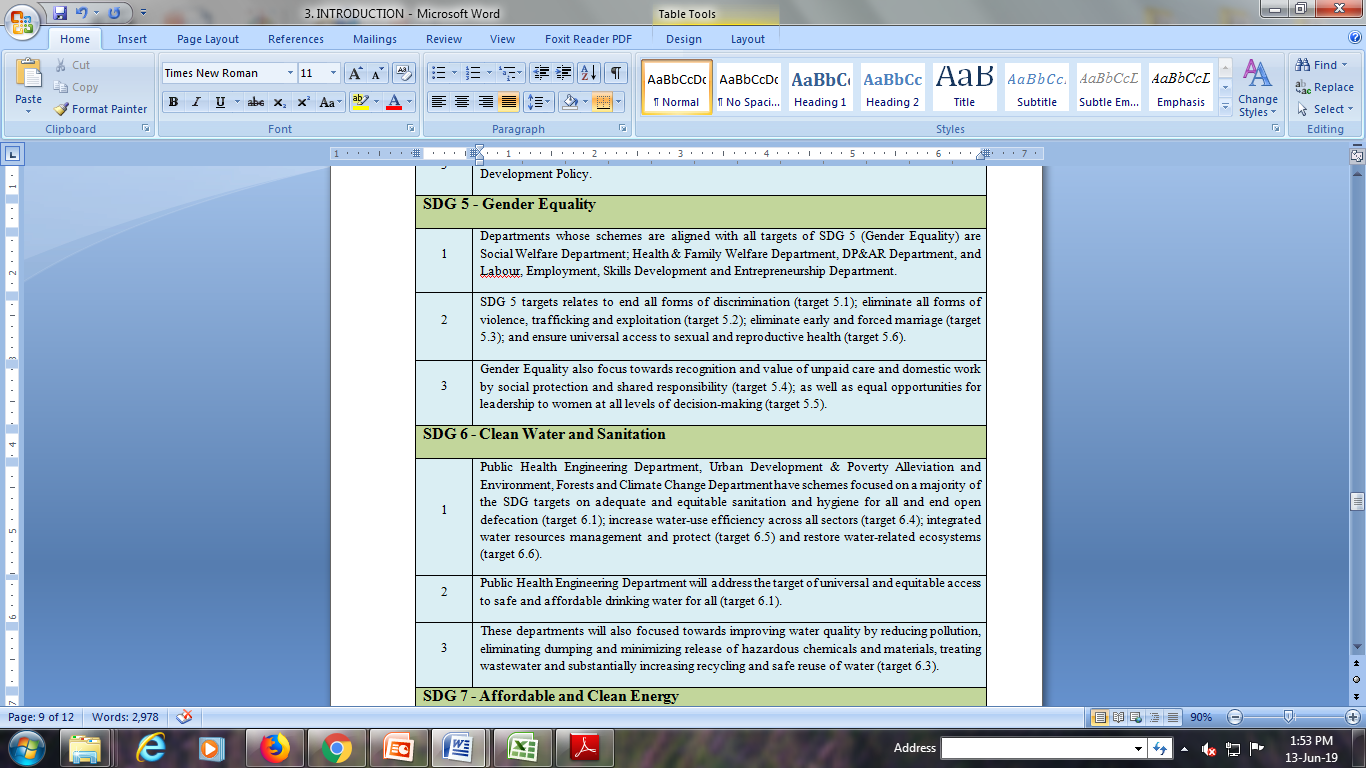 3. INTRODUCTION - Microsoft Word
Table Tools
Home Insert Page Layout References Mailings Review View Foxit Reader PDF Design Layout
Paste
Cut
Copy
Format Painter
Clipboard
Times New Roman 11
Font
Paragraph
AaBbCcDc AaBbCcDc AaBbC AaBbCc AaB AaBbCc. AaBbCcL AaBbCcL
¶ Normal ¶ No Spaci... Heading 1 Heading 2 Title Subtitle Subtle Em... Emphasis
Change
Styles
Styles
Find
Replace
Select
Editing
1 1 2 3 4 5 6 7
Development Policy.
SDG 5 - Gender Equality
1
Departments whose schemes are aligned with all targets of SDG 5 (Gender Equality) are
Social Welfare Department; Health & Family Welfare Department, DP&AR Department, and
Labour, Employment, Skills Development and Entrepreneurship Department.
2
SDG 5 targets relates to end all forms of discrimination (target 5.1); eliminate all forms of
violence, trafficking and exploitation (target 5.2); eliminate early and forced marriage (target
5.3); and ensure universal access to sexual and reproductive health (target 5.6).
3
Gender Equality also focus towards recognition and value of unpaid care and domestic work
by social protection and shared responsibility (target 5.4); as well as equal opportunities for
leadership to women at all levels of decision-making (target 5.5).
SDG 6 - Clean Water and Sanitation
1
Public Health Engineering Department, Urban Development & Poverty Alleviation and
Environment, Forests and Climate Change Department have schemes focused on a majority of
the SDG targets on adequate and equitable sanitation and hygiene for all and end open
defecation (target 6.1); increase water-use efficiency across all sectors (target 6.4); integrated
water resources management and protect (target 6.5) and restore water-related ecosystems
(target 6.6).
2
Public Health Engineering Department will address the target of universal and equitable access
to safe and affordable drinking water for all (target 6.1).
3
These departments will also focused towards improving water quality by reducing pollution,
eliminating dumping and minimizing release of hazardous chemicals and materials, treating
wastewater and substantially increasing recycling and safe reuse of water (target 6.3).
SDG 7 - Affordable and Clean Energy
Page: 9 of 12 Words: 2,978 90%
Address
1:53 PM
13-Jun-19